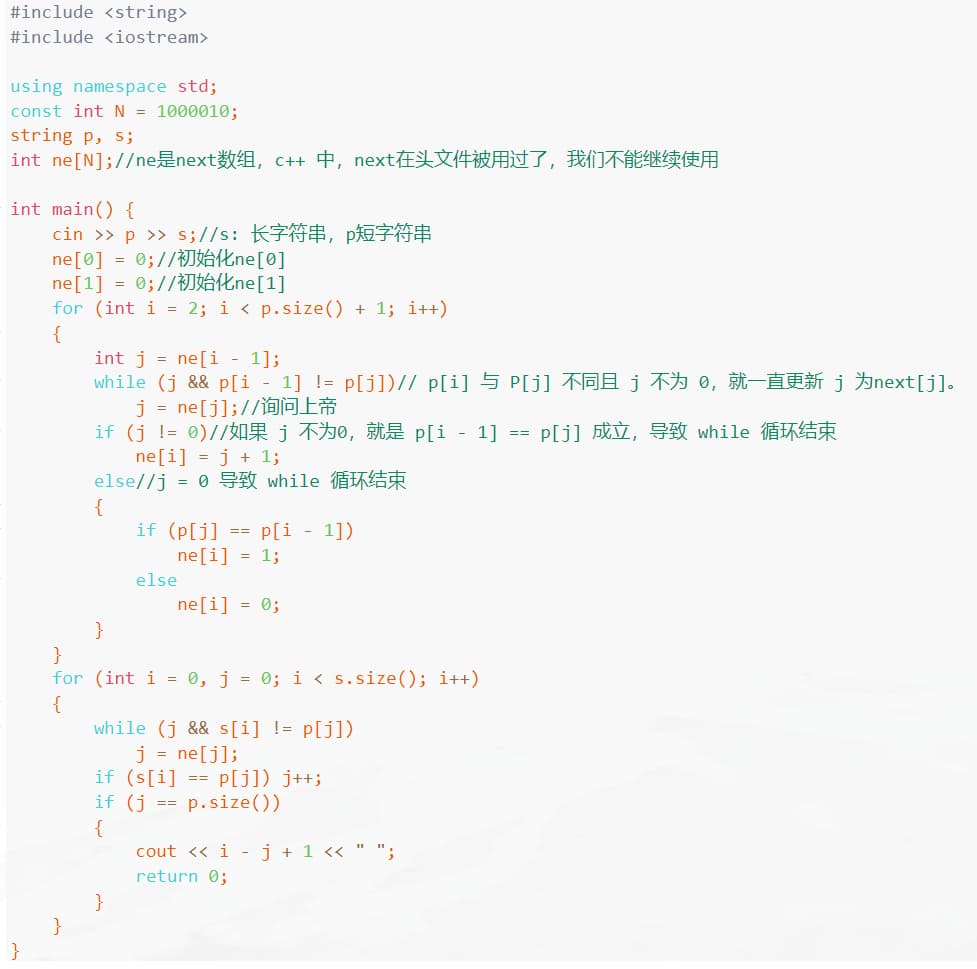 #include <string>
#include <iostream>

using namespace std;
const int N = 1000010;
string p, s;
int ne[N];//ne是next数组，c++ 中，next在头文件被用过了，我们不能继续使用

int main() {
    cin >> p >> s;//s: 长字符串，p短字符串
    ne[0] = 0;//初始化ne[0]
    ne[1] = 0;//初始化ne[1]
    for (int i = 2; i < p.size() + 1; i++)
    {
        int j = ne[i - 1];
        while (j && p[i - 1] != p[j])// p[i] 与 P[j] 不同且 j 不为 0，就一直更新 j 为next[j]。
            j = ne[j];//询问上帝
        if (j != 0)//如果 j 不为0，就是 p[i - 1] == p[j] 成立，导致 while 循环结束
            ne[i] = j + 1;
        else//j = 0 导致 while 循环结束
        {
            if (p[j] == p[i - 1])
                ne[i] = 1;
            else
                ne[i] = 0;
        }
    }
    for (int i = 0, j = 0; i < s.size(); i++)
    {
        while (j && s[i] != p[j])
            j = ne[j];
        if (s[i] == p[j]) j++;
        if (j == p.size())
        {
            cout << i - j + 1 << " ";
            return 0;
        }
    }
}